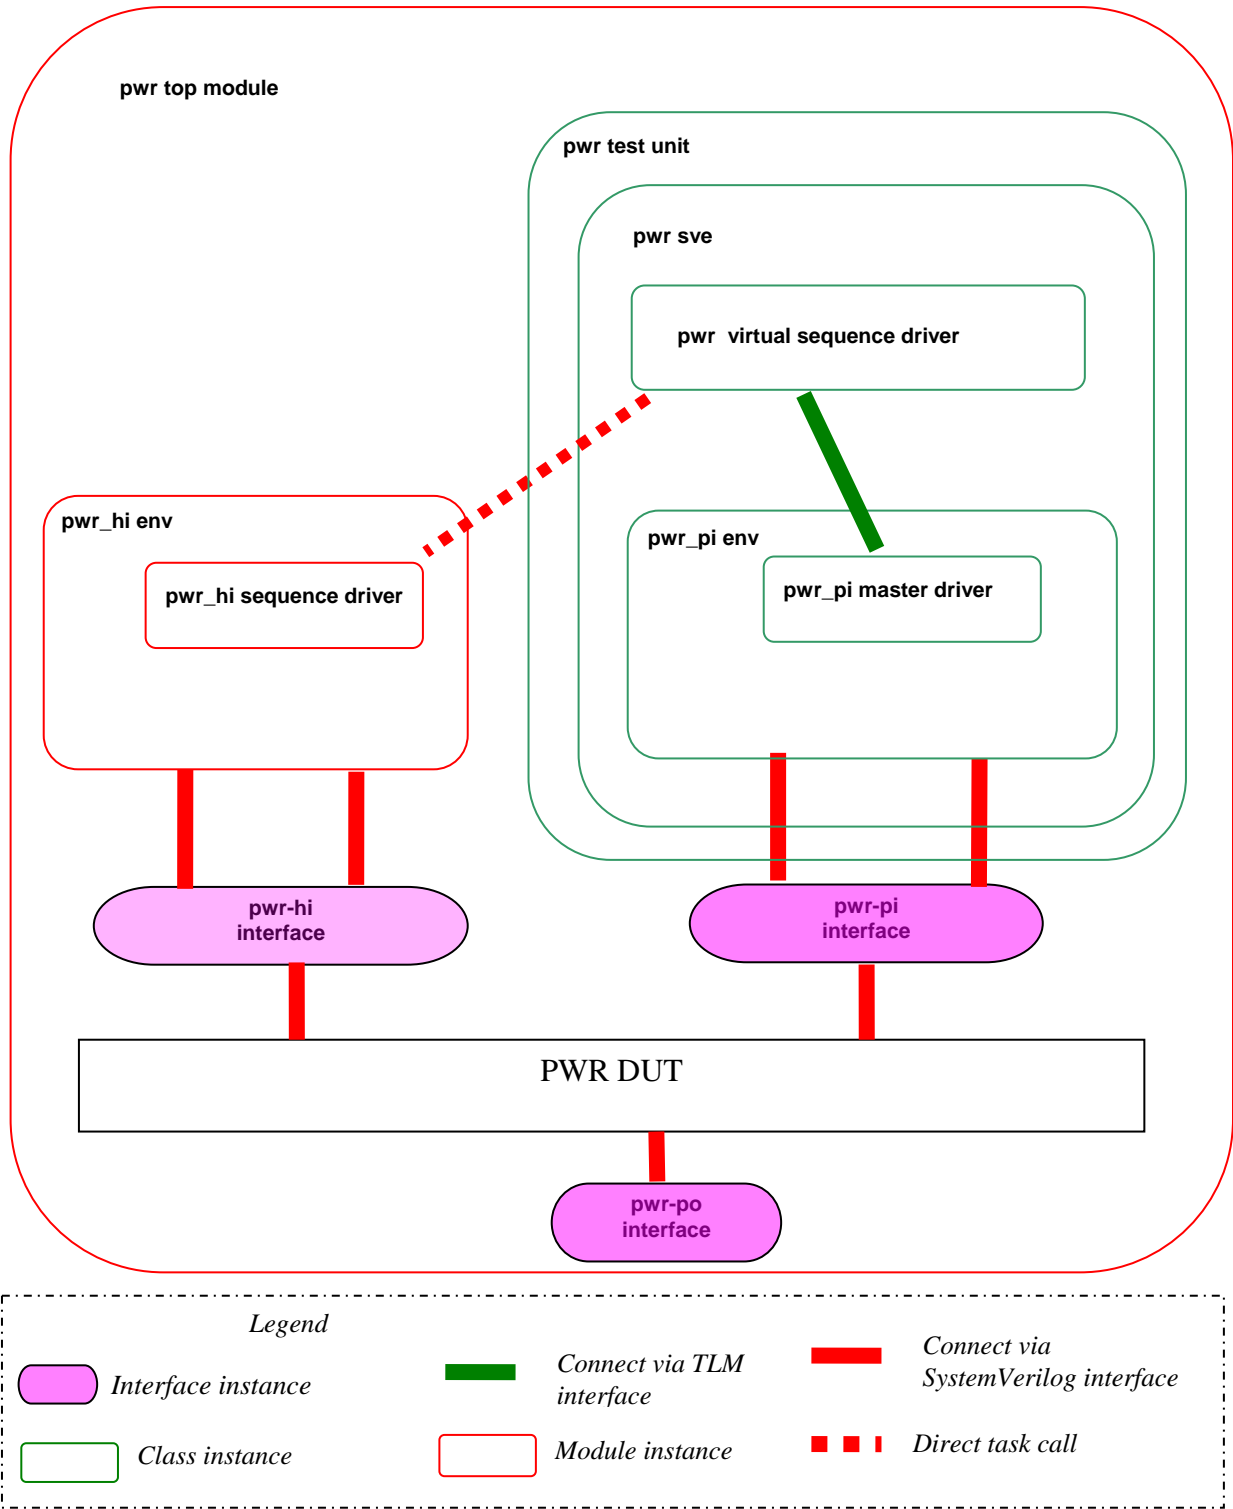 pwr top module
pwr test unit
pwr sve
pwr virtual sequence driver
pwr_hi env
pwr_hi sequence driver
pwr_pi env
pwr_pi master driver
pwr-hi
interface
pwr-pi
interface
PWR DUT
pwr-po
interface
Legend
Interface instance
Connect via TLM
interface
Connect via
SystemVerilog interface
Class instance
Module instance
Direct task call